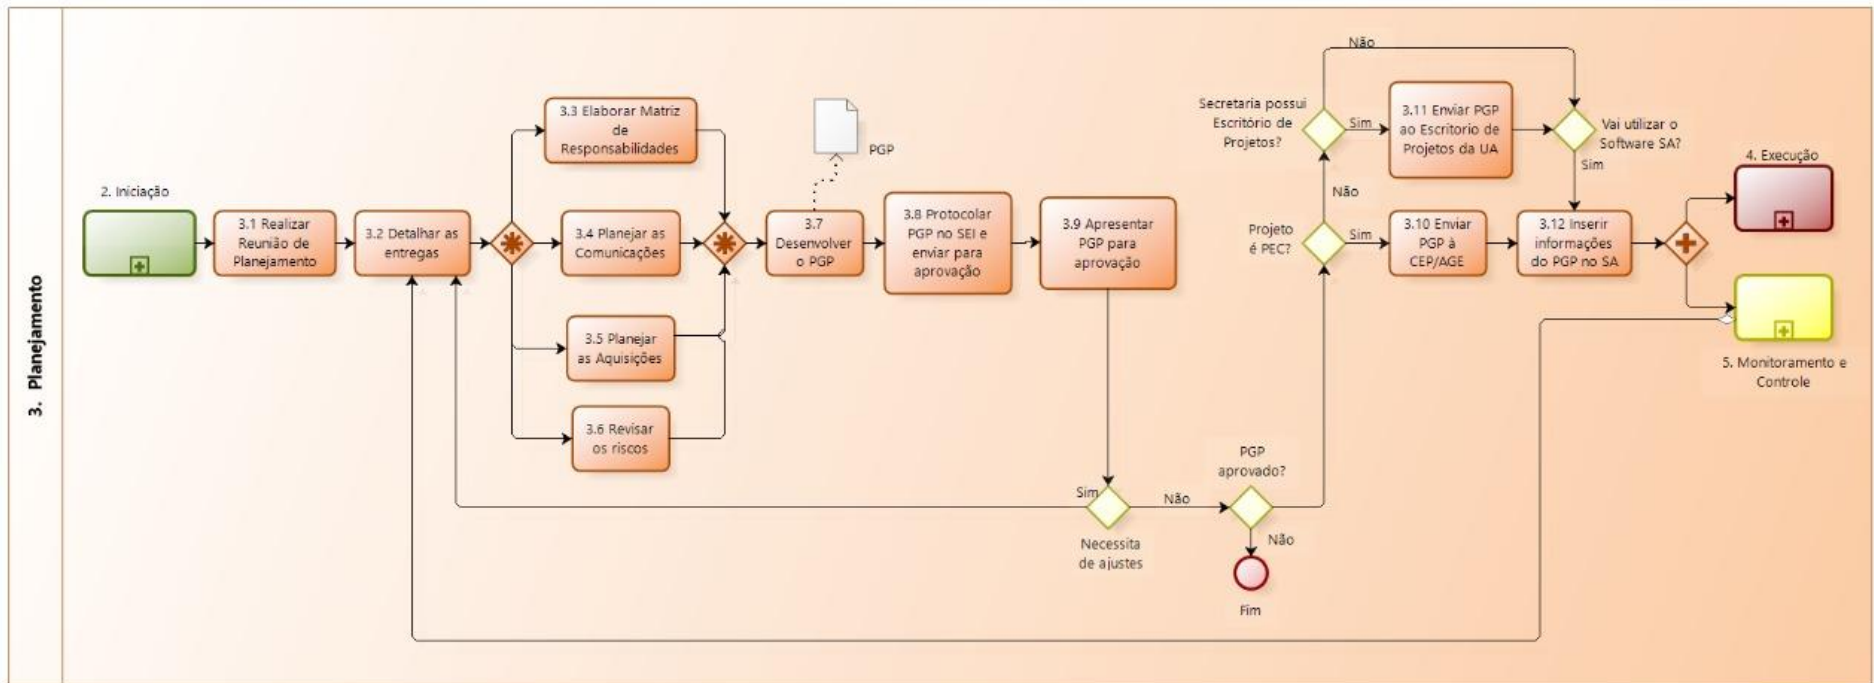 3. Planejamento
2. Iniciação
3.1 Realizar
Reunião de
Planejamento
3.2 Detalhar as
entregas
3.3 Elaborar Matriz
de
Responsabilidades
3.4 Planejar as
Comunicações
3.5 Planejar
as Aquisições
3.6 Revisar
os riscos
PGP
3.7
Desenvolver
o PGP
3.8 Protocolar
PGP no SEI e
enviar para
aprovação
3.9 Apresentar
PGP para
aprovação
Sim
Não
Necessita
de ajustes
PGP
aprovado?
Não
Fim
Projeto
é PEC?
Sim
Não
Secretaria possui
Escritório de
Projetos?
Sim
Não
3.10 Enviar
PGP à
CEP/AGE
3.11 Enviar PGP
ao Escritorio de
Projetos da UA
Vai utilizar o
Software SA?
Sim
3.12 Inserir
informações
do PGP no SA
4. Execução
5. Monitoramento e
Controle